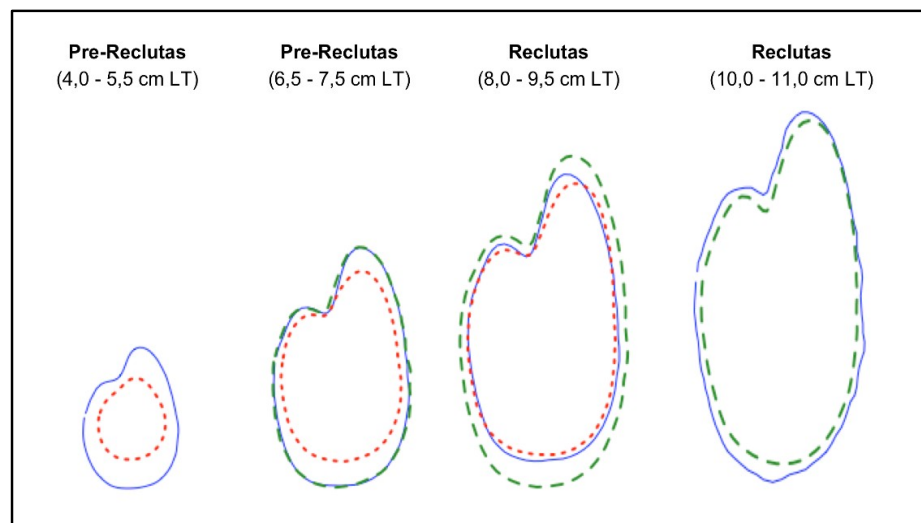 Pre-Reclutas
(4,0 - 5,5 cm LT)
Pre-Reclutas
(6,5 - 7,5 cm LT)
Reclutas
(8,0 - 9,5 cm LT)
Reclutas
(10,0 - 11,0 cm LT)